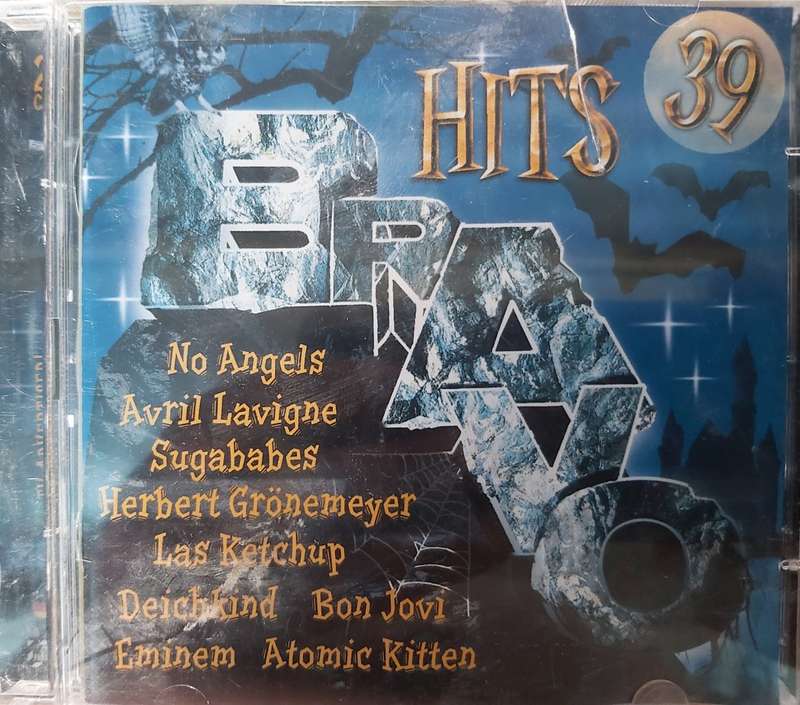 HITS 39
BRAVO
No Angels
Avril Lavigne
Sugababes
Herbert Grönemeyer
Las Ketchup
Deichkind Bon Jovi
Eminem Atomic Kitten